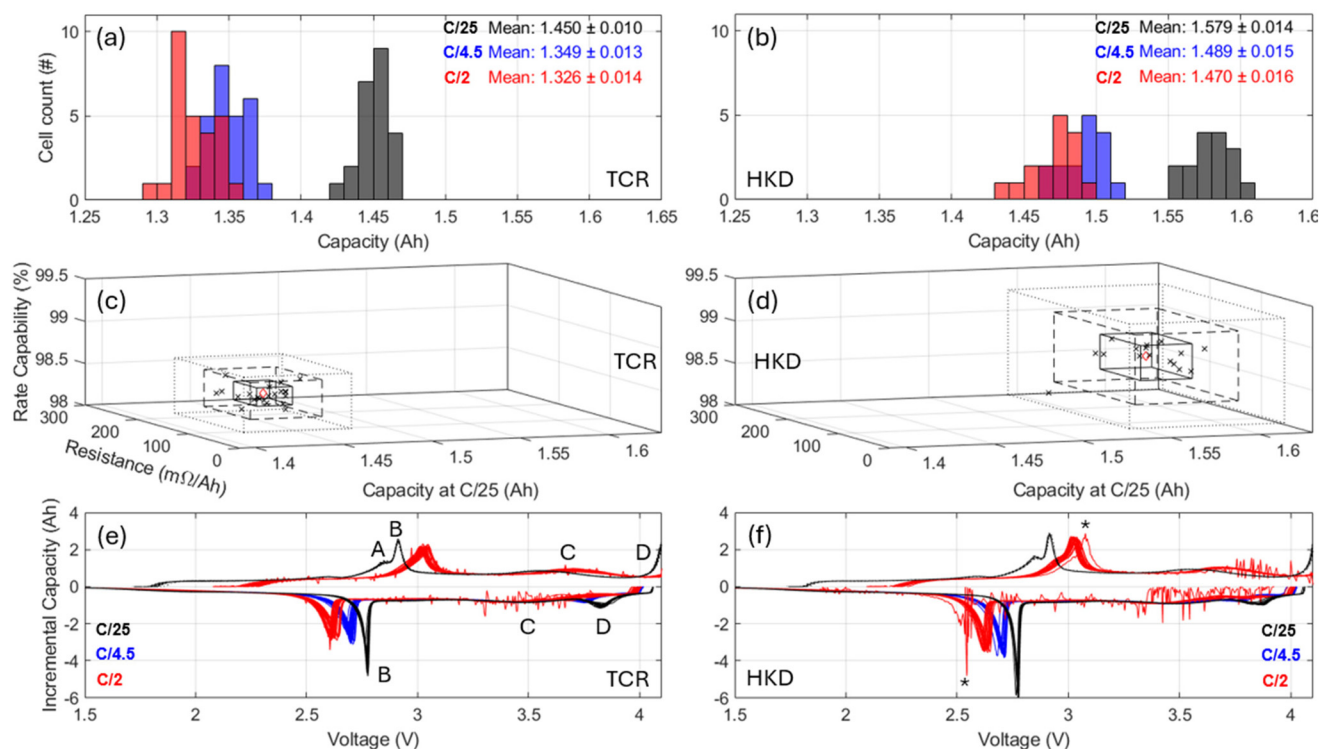 (a)
C/25 Mean: 1.450 ± 0.010
C/4.5 Mean: 1.349 ± 0.013
C/2 Mean: 1.326 ± 0.014
TCR
10
5
0
Cell count (#)
1.25 1.3 1.35 1.4 1.45 1.5 1.55 1.6 1.65
Capacity (Ah)
(b)
C/25 Mean: 1.579 ± 0.014
C/4.5 Mean: 1.489 ± 0.015
C/2 Mean: 1.470 ± 0.016
HKD
10
5
0
1.25 1.3 1.35 1.4 1.45 1.5 1.55 1.6 1.6
Capacity (Ah)
(c)
TCR
99.5
99
98.5
98
Rate Capability (%)
300 200 100 0
Resistance (mΩ/Ah)
1.4 1.45 1.5 1.55 1.6
Capacity at C/25 (Ah)
(d)
HKD
99.5
99
98.5
98
300 200 100 0
1.4 1.45 1.5 1.55 1.6
Capacity at C/25 (Ah)
(e)
A B C D
4
2
0
-2
-4
-6
Incremental Capacity (Ah)
C D
B
C/25
C/4.5
C/2
TCR
1.5 2 2.5 3 3.5 4
Voltage (V)
(f)
*
4
2
0
-2
-4
-6
*
C/25
C/4.5
C/2
HKD
1.5 2 2.5 3 3.5 4
Voltage (V)